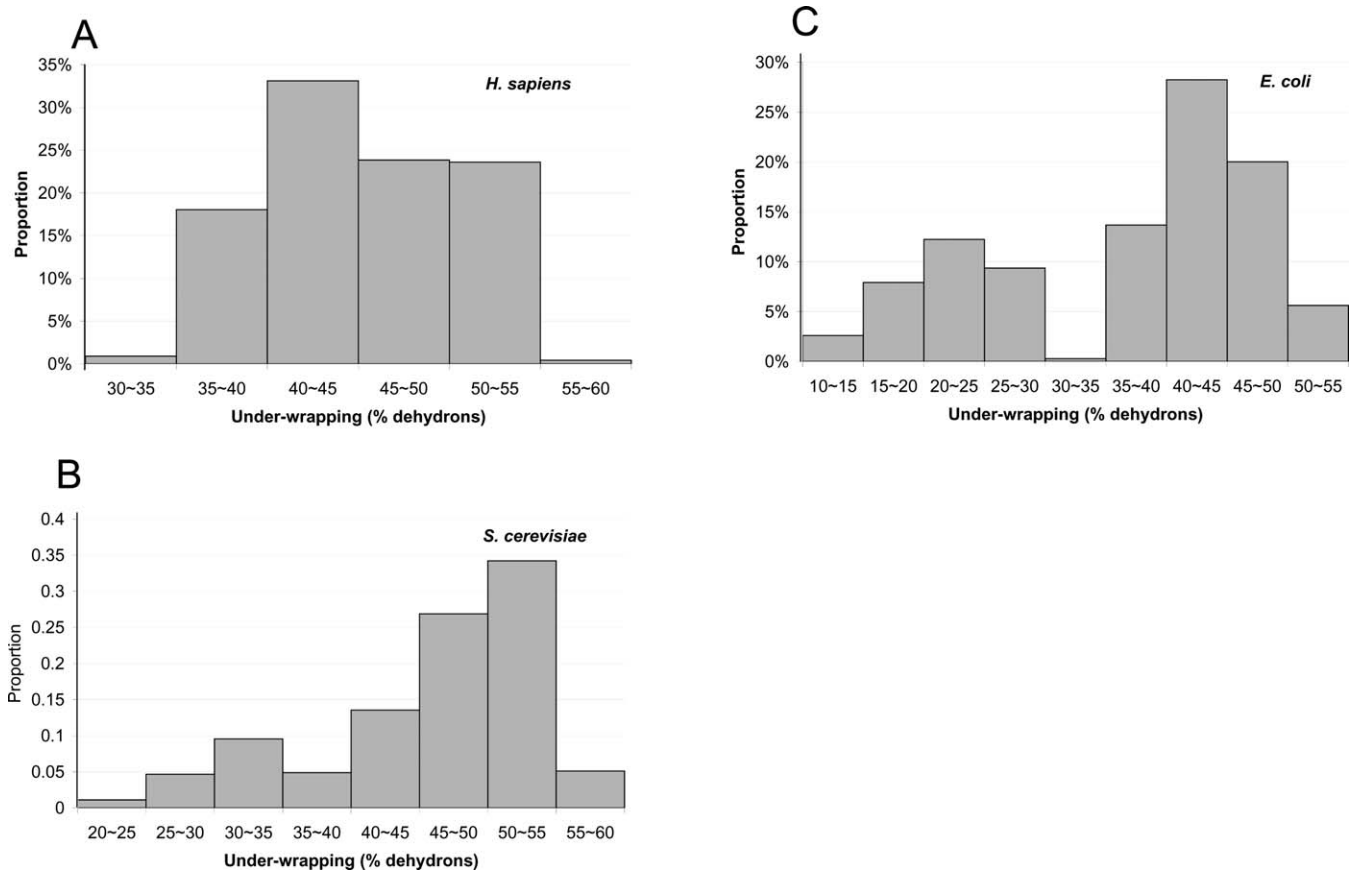 A
H. sapiens
35%
30%
25%
20%
15%
10%
5%
0%
Proportion
30~35 35~40 40~45 45~50 50~55 55~60
Under-wrapping (% dehydrons)
B
S. cerevisiae
0.4
0.35
0.3
0.25
0.2
0.15
0.1
0.05
0
Proportion
20~25 25~30 30~35 35~40 40~45 45~50 50~55 55~60
Under-wrapping (% dehydrons)
C
E. coli
30%
25%
20%
15%
10%
5%
0%
Proportion
10~15 15~20 20~25 25~30 30~35 35~40 40~45 45~50 50~55
Under-wrapping (% dehydrons)